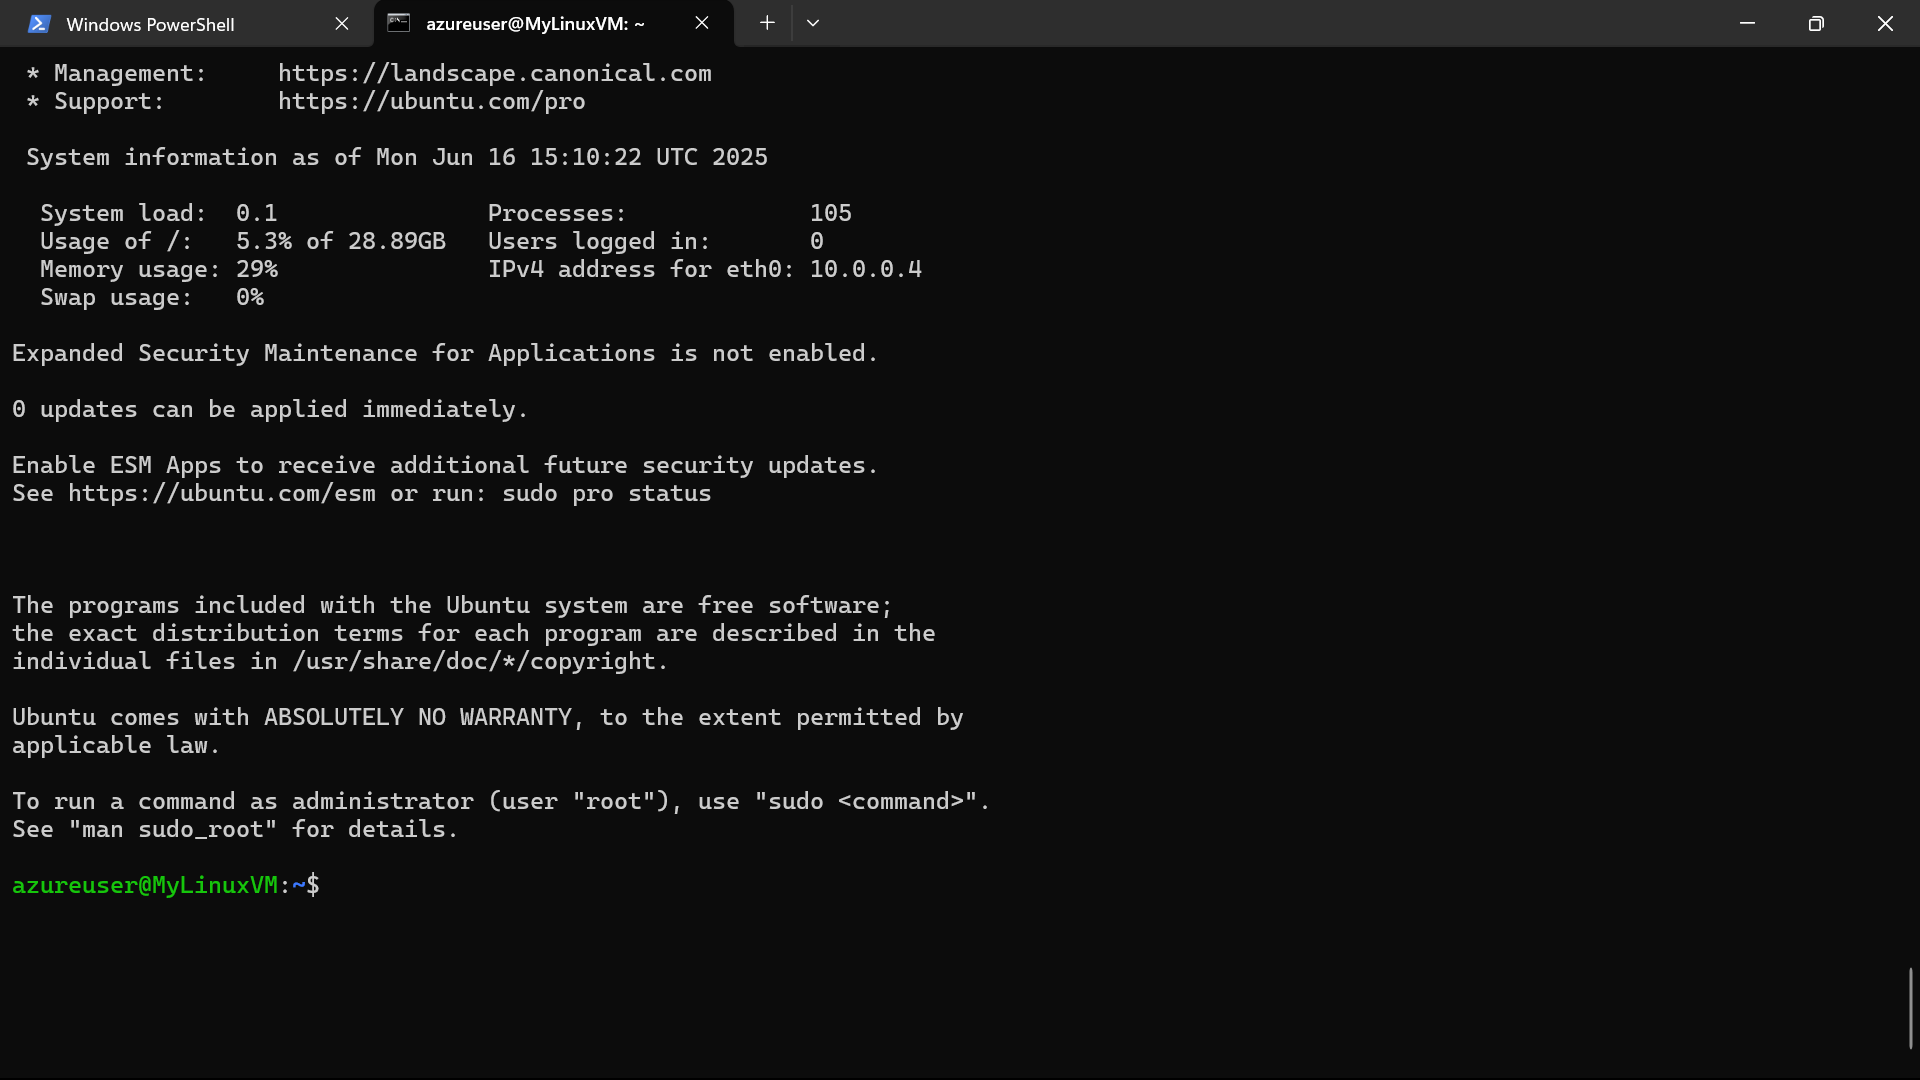 Windows PowerShell
azureuser@MyLinuxVM: ~
* Management: https://landscape.canonical.com
* Support: https://ubuntu.com/pro
System information as of Mon Jun 16 15:10:22 UTC 2025
System load: 0.1 Processes: 105
Usage of /: 5.3% of 28.89GB Users logged in: 0
Memory usage: 29% IPv4 address for eth0: 10.0.0.4
Swap usage: 0%
Expanded Security Maintenance for Applications is not enabled.
0 updates can be applied immediately.
Enable ESM Apps to receive additional future security updates.
See https://ubuntu.com/esm or run: sudo pro status
The programs included with the Ubuntu system are free software;
the exact distribution terms for each program are described in the
individual files in /usr/share/doc/*/copyright.
Ubuntu comes with ABSOLUTELY NO WARRANTY, to the extent permitted by
applicable law.
To run a command as administrator (user "root"), use "sudo <command>".
See "man sudo_root" for details.
azureuser@MyLinuxVM:~$